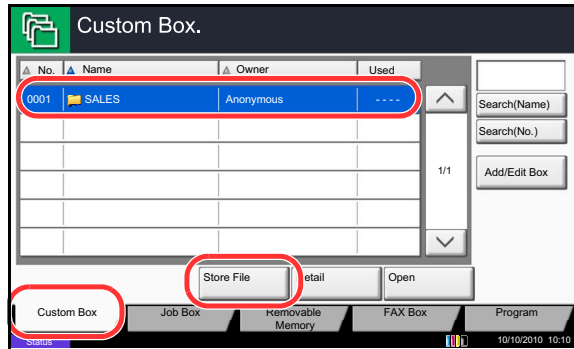 Custom Box.
No. Name Owner Used
0001 SALES Anonymous ----
Search(Name)
Search(No.)
1/1
Add/Edit Box
Store File Detail Open
Custom Box Job Box Removable Memory FAX Box Program
Status 10/10/2010 10:10